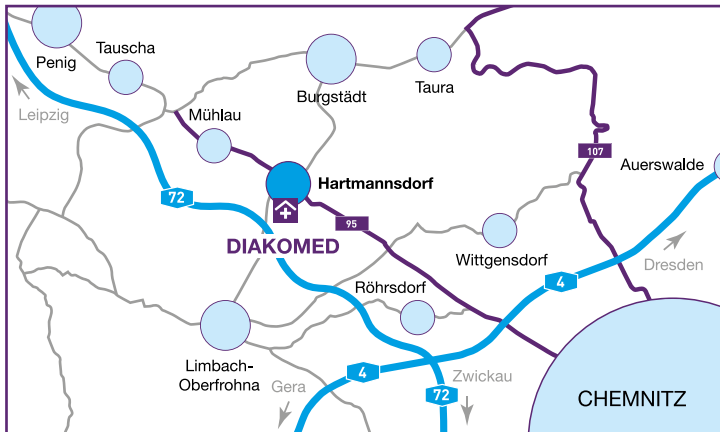 Penig
Tauscha
Leipzig
Mühlau
Burgstädt
Taura
107
Auerswalde
72
Hartmannsdorf
95
DIAKOMED
Wittgensdorf
Dresden
4
Röhrsdorf
Limbach-
Oberfrohna
Gera
4
Zwickau
72
CHEMNITZ